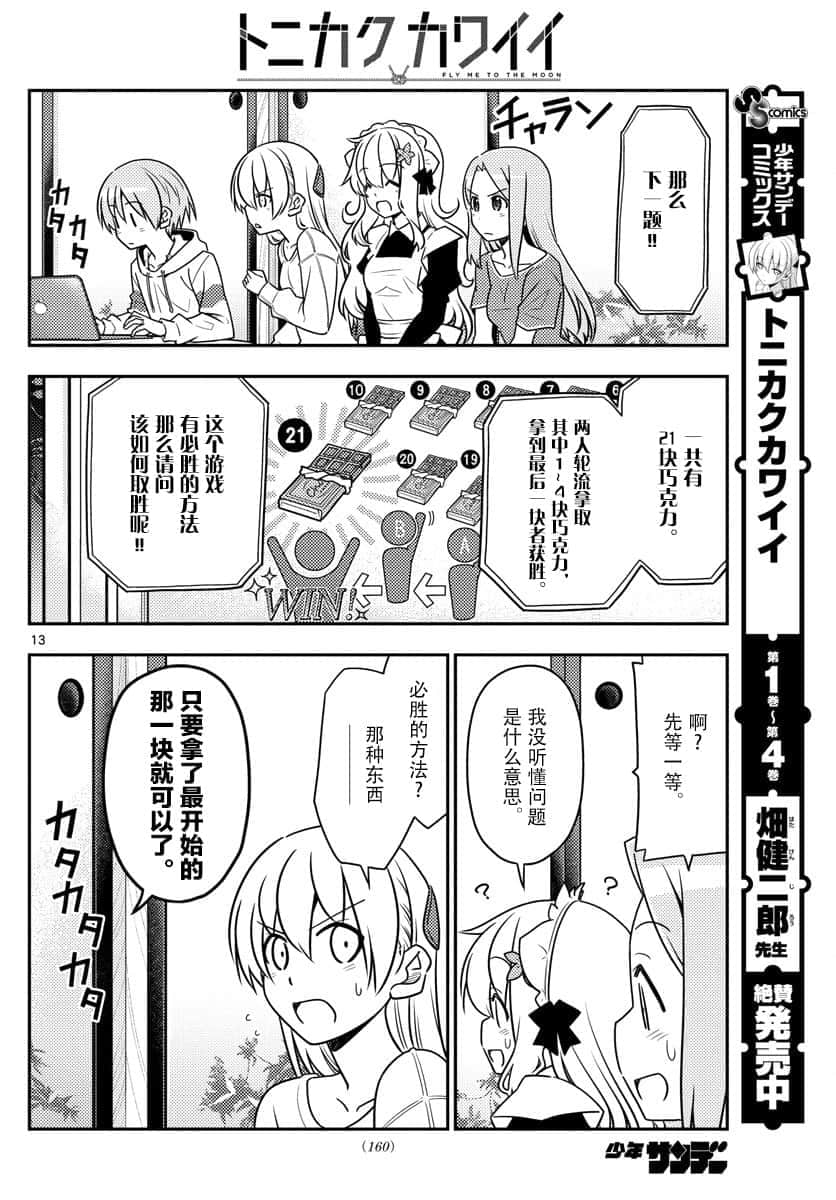 トニカクカワイイ
FLY ME TO THE MOON
チャラン
那么
下一题!!
カタカタ
一共有
21块巧克力。
两人轮流拿取
其中1~4块巧克力，
拿到最后一块者获胜。
6
7
8
9
10
19
20
21
A
B
WIN!
这个游戏
有必胜的方法
那么请问
该如何取胜呢!!
13
啊？
先等一等。
我没听懂问题
是什么意思。
？
？
必胜的方法？
那种东西
——
只要拿了最开始的
那一块就可以了。
カタカタカタ
(160)
少年サンデー
S comics
少年サンデー
コミックス
トニカクカワイイ
第1巻～第4巻
畑健二郎先生
はた けん じ ろう
絶賛
発売中